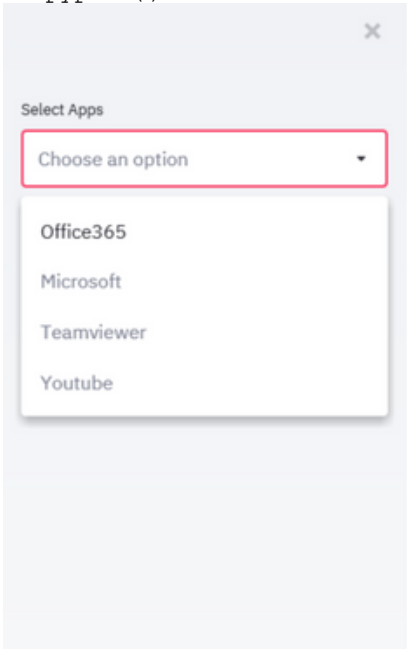 Select Apps
Choose an option
Office365
Microsoft
Teamviewer
Youtube